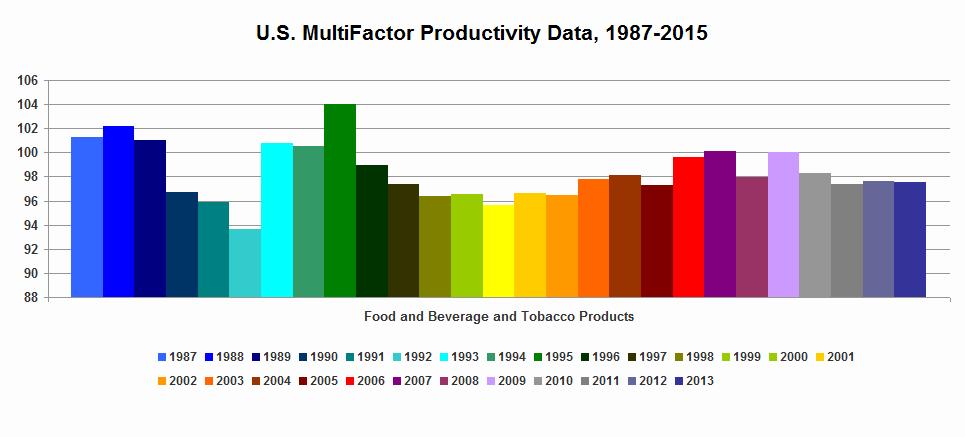 U.S. MultiFactor Productivity Data, 1987-2015
106
104
102
100
98
96
94
92
90
88
Food and Beverage and Tobacco Products
1987 1988 1989 1990 1991 1992 1993 1994 1995 1996 1997 1998 1999 2000 2001
2002 2003 2004 2005 2006 2007 2008 2009 2010 2011 2012 2013